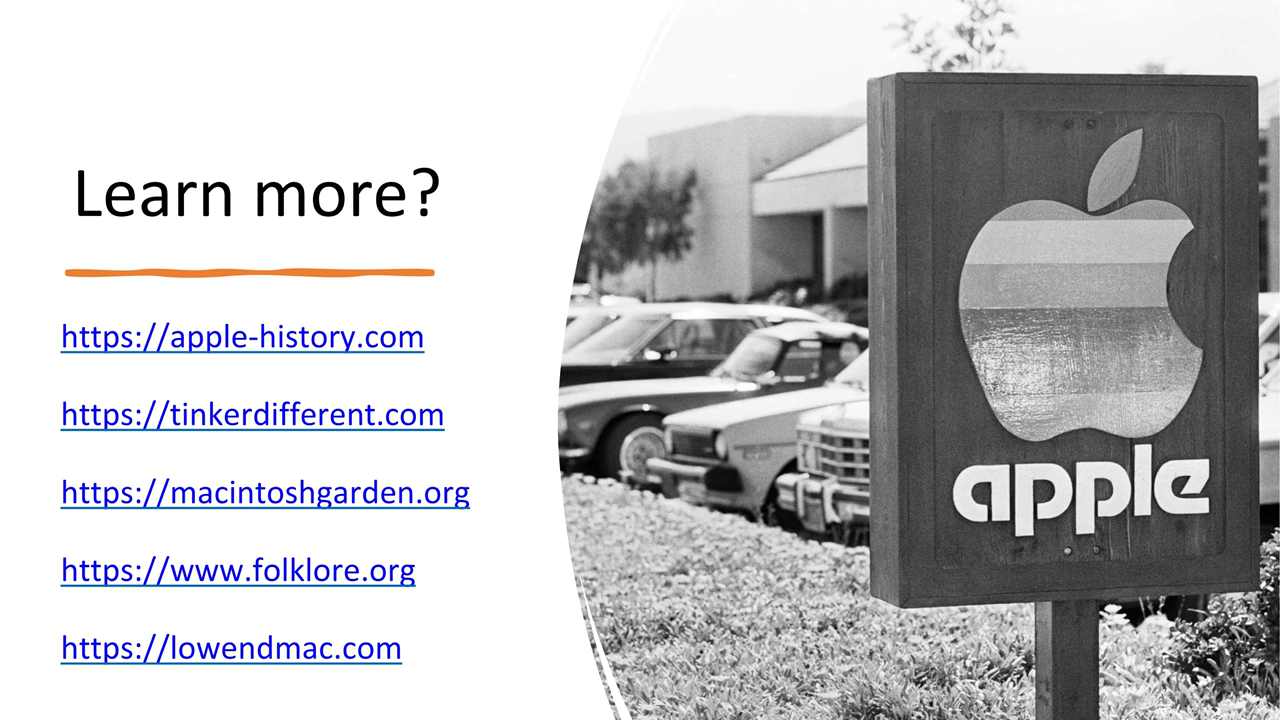 Learn more?
https://apple-history.com
https://tinkerdifferent.com
https://macintoshgarden.org
https://www.folklore.org
https://lowendmac.com
apple